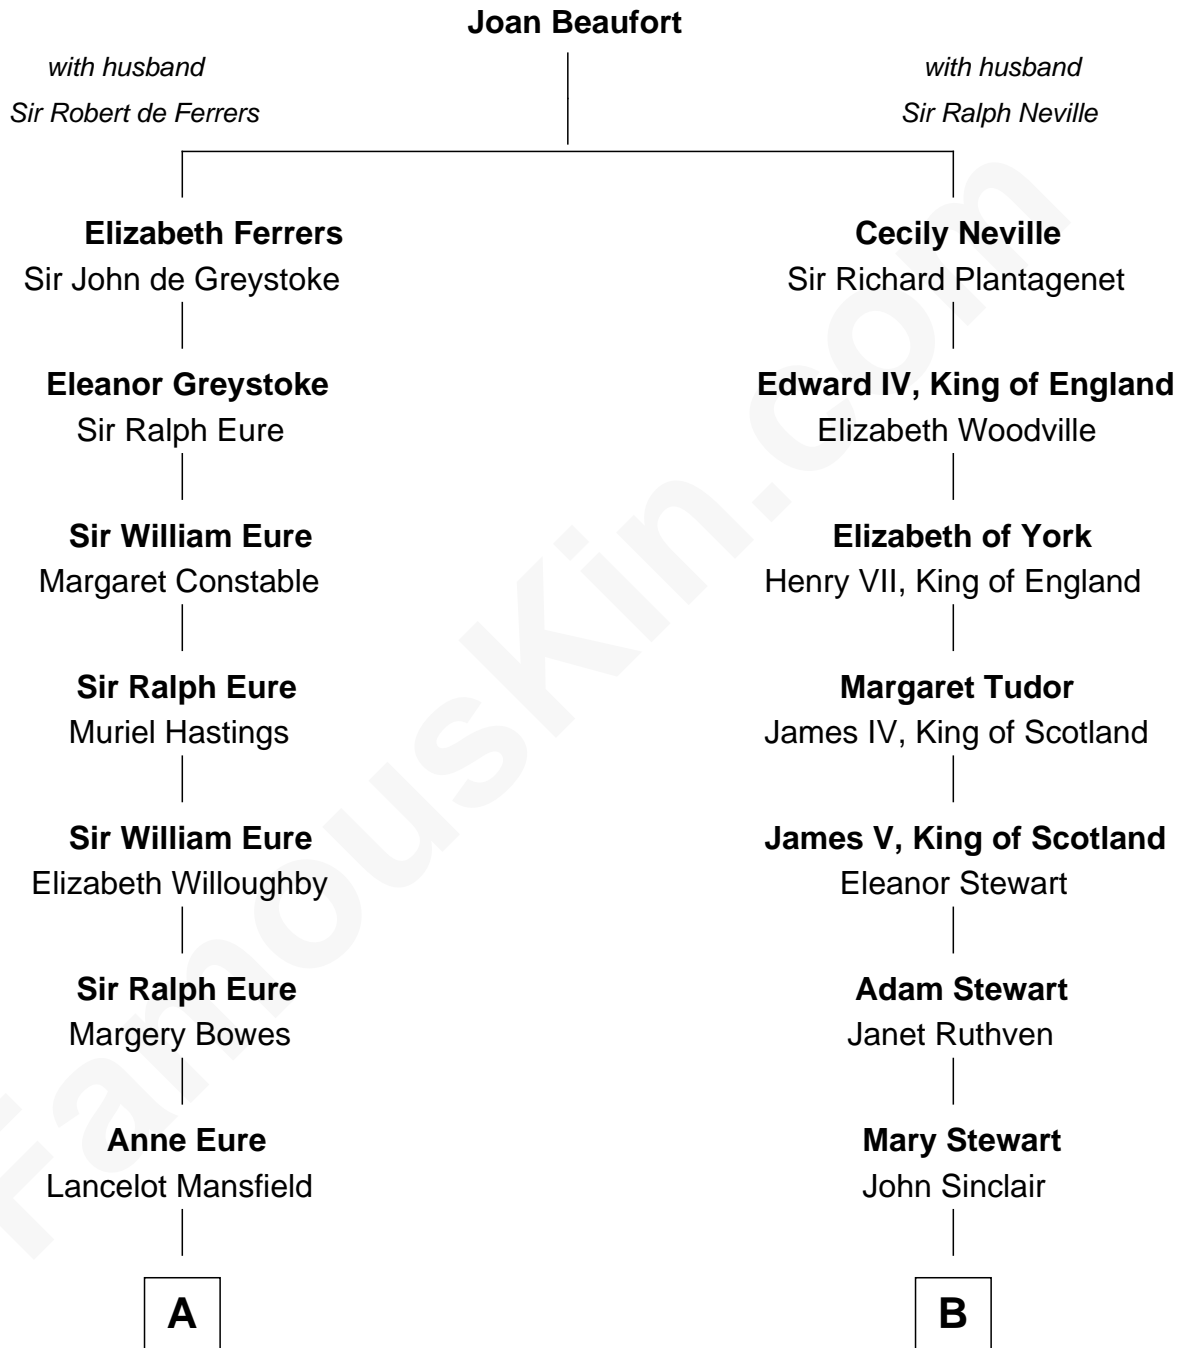 Joan Beaufort
with husband
Sir Robert de Ferrers
with husband
Sir Ralph Neville
Elizabeth Ferrers
Sir John de Greystoke
Cecily Neville
Sir Richard Plantagenet
Eleanor Greystoke
Sir Ralph Eure
Edward IV, King of England
Elizabeth Woodville
Sir William Eure
Margaret Constable
Elizabeth of York
Henry VII, King of England
Sir Ralph Eure
Muriel Hastings
Margaret Tudor
James IV, King of Scotland
Sir William Eure
Elizabeth Willoughby
James V, King of Scotland
Eleanor Stewart
Sir Ralph Eure
Margery Bowes
Adam Stewart
Janet Ruthven
Anne Eure
Lancelot Mansfield
Mary Stewart
John Sinclair
A
B
FamousKin.com